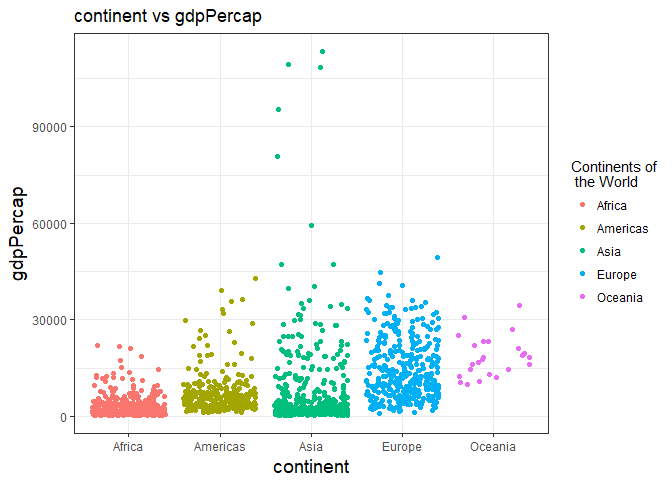 continent vs gdpPercap
90000
60000
30000
0
gdpPercap
Africa
Americas
Asia
Europe
Oceania
continent
Continents of
the World
Africa
Americas
Asia
Europe
Oceania